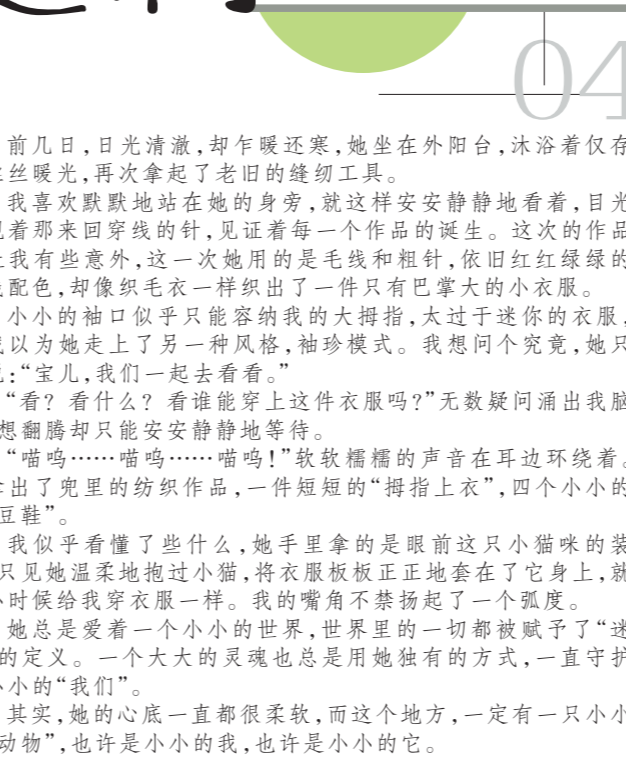 04
前几日,日光清澈,却乍暖还寒,她坐在外阳台,沐浴着仅存
丝暖光,再次拿起了老旧的缝纫工具。
我喜欢默默地站在她的身旁,就这样安安静静地看着,目光
着那来回穿线的针,见证着每一个作品的诞生。这次的作品
我有些意外,这一次她用的是毛线和粗针,依旧红红绿绿的
配色,却像织毛衣一样织出了一件只有巴掌大的小衣服。
小小的袖口似乎只能容纳我的大拇指,太过于迷你的衣服,
我以为她走上了另一种风格,袖珍模式。我想问个究竟,她只
:“宝儿,我们一起去看看。”
“看?看什么?看谁能穿上这件衣服吗?”无数疑问涌出我脑
想翻腾却只能安安静静地等待。
“喵呜……喵呜……喵呜!”软软糯糯的声音在耳边环绕着。
出了兜里的纺织作品,一件短短的“拇指上衣”,四个小小的
豆鞋”。
我似乎看懂了些什么,她手里拿的是眼前这只小猫咪的装
只见她温柔地抱过小猫,将衣服板板正正地套在了它身上,就
小时候给我穿衣服一样。我的嘴角不禁扬起了一个弧度。
她总是爱着一个小小的世界,世界里的一切都被赋予了“迷
的定义。一个大大的灵魂也总是用她独有的方式,一直守护
小小的“我们”。
其实,她的心底一直都很柔软,而这个地方,一定有一只小小
动物”,也许是小小的我,也许是小小的它。